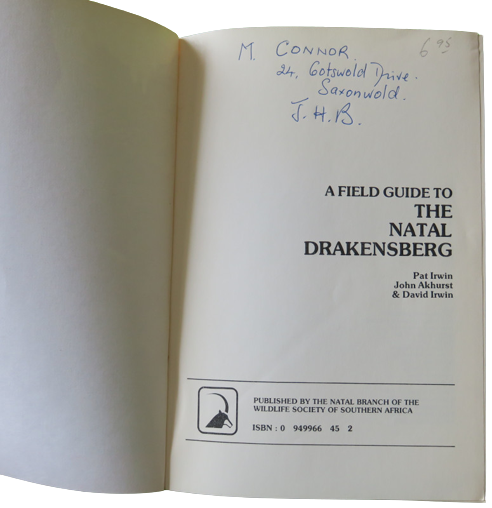 M. CONNOR.
6 95
24, Cotswold Drive.
Saxonwold.
J.H.B.
A FIELD GUIDE TO
THE
NATAL
DRAKENSBERG
Pat Irwin
John Akhurst
& David Irwin
PUBLISHED BY THE NATAL BRANCH OF THE
WILDLIFE SOCIETY OF SOUTHERN AFRICA
ISBN : 0 949966 45 2